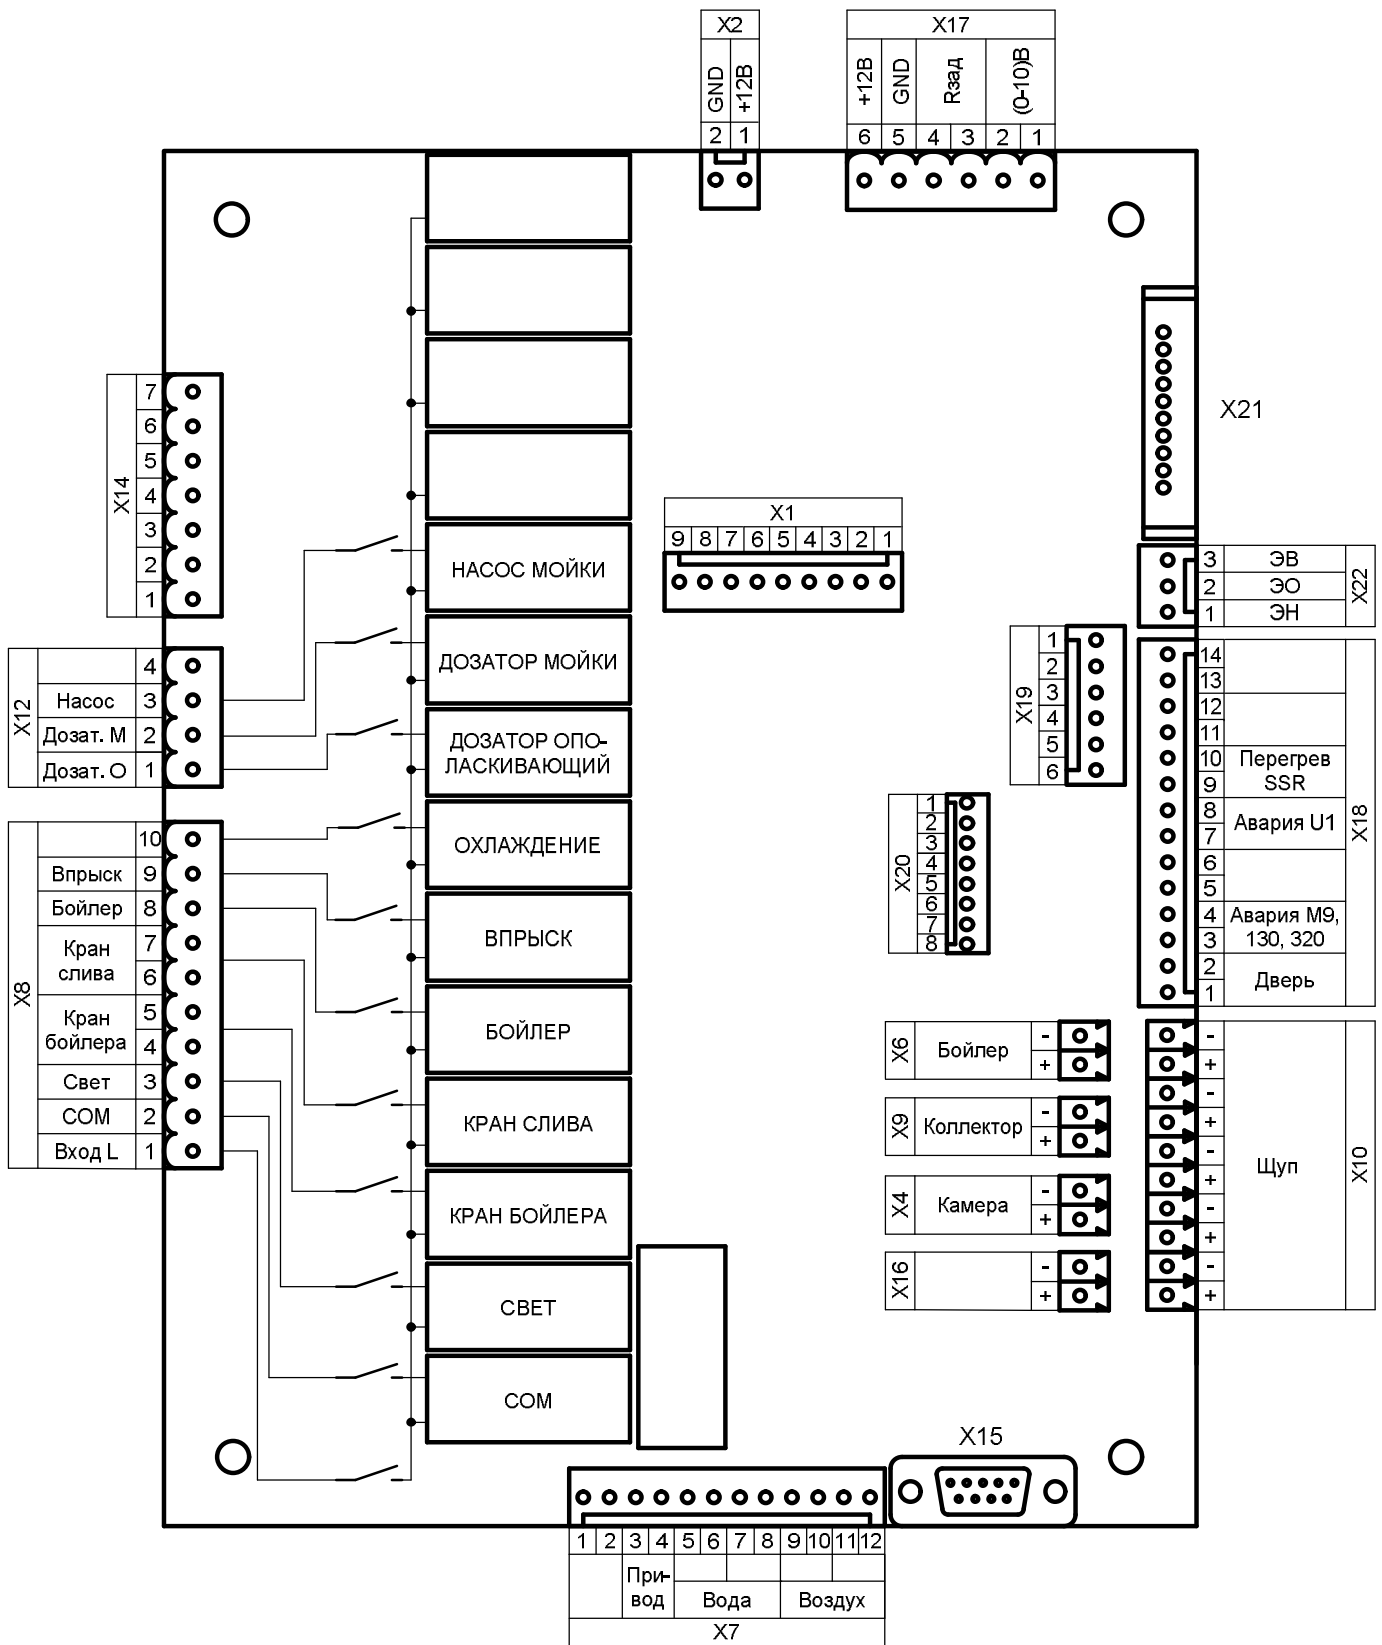 X2
GND
+12В
2 1
X17
+12В
GND
Rзад
(0-10)В
6 5 4 3 2 1
X21
X14
7
6
5
4
3
2
1
X1
9 8 7 6 5 4 3 2 1
НАСОС МОЙКИ
ДОЗАТОР МОЙКИ
ДОЗАТОР ОПО-
ЛАСКИВАЮЩИЙ
ОХЛАЖДЕНИЕ
ВПРЫСК
БОЙЛЕР
КРАН СЛИВА
КРАН БОЙЛЕРА
СВЕТ
COM
X12
4
Насос 3
Дозат. М 2
Дозат. О 1
X8
10
Впрыск 9
Бойлер 8
Кран
слива
7
6
Кран
бойлера
5
4
Свет 3
COM 2
Вход L 1
3 ЭВ
2 ЭО
1 ЭН
X22
X19
1
2
3
4
5
6
X20
1
2
3
4
5
6
7
8
14
13
12
11
10
9
Перегрев
SSR
8
7
Авария U1
6
5
4
3
Авария М9,
130, 320
2
1
Дверь
X18
X6
Бойлер
-
+
X9
Коллектор
-
+
X4
Камера
-
+
X16
-
+
-
+
-
+
-
+
-
+
-
+
Щуп
X10
X15
1 2 3 4 5 6 7 8 9 10 11 12
При-
вод
Вода
Воздух
X7